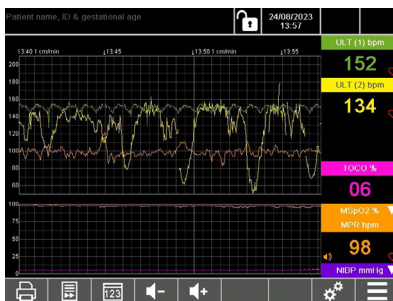 Patient name, ID & gestational age
24/08/2023
13:57
13:40 1 cm/min
13:45
13:50 1 cm/min
13:55
200
180
160
140
120
100
80
60
100
75
50
25
0
ULT (1) bpm
152
ULT (2) bpm
134
TOCO %
06
MSpO2 %
MPR bpm
98
NIBP mmHg
123